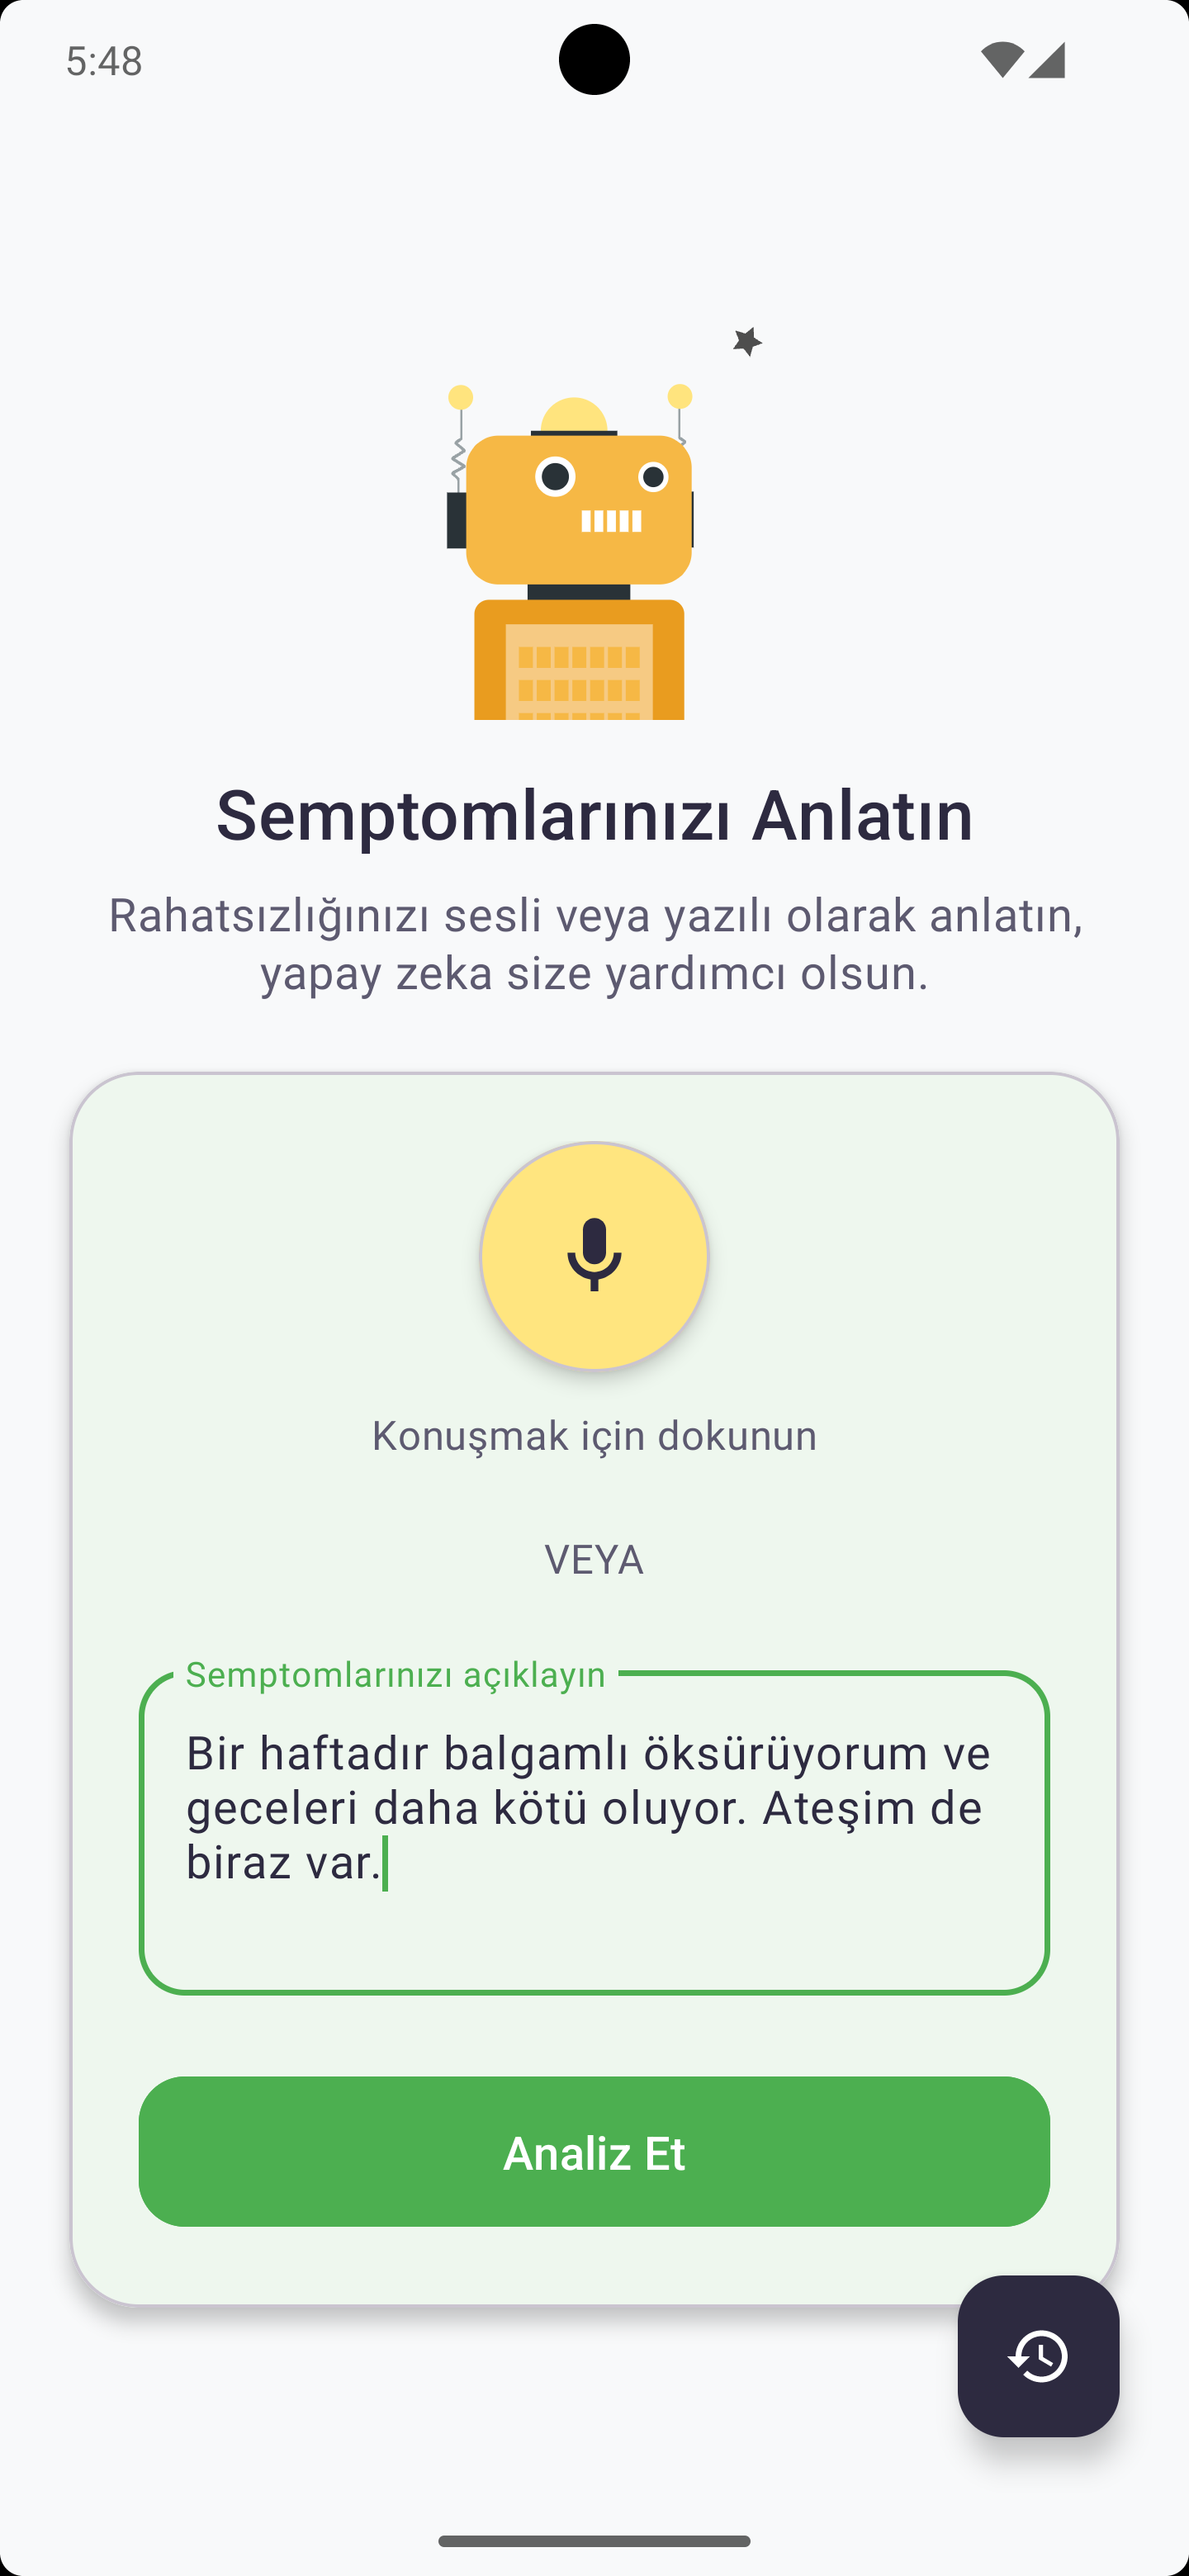 5:48
Semptomlarınızı Anlatın
Rahatsızlığınızı sesli veya yazılı olarak anlatın,
yapay zeka size yardımcı olsun.
Konuşmak için dokunun
VEYA
Semptomlarınızı açıklayın
Bir haftadır balgamlı öksürüyorum ve
geceleri daha kötü oluyor. Ateşim de
biraz var.
Analiz Et